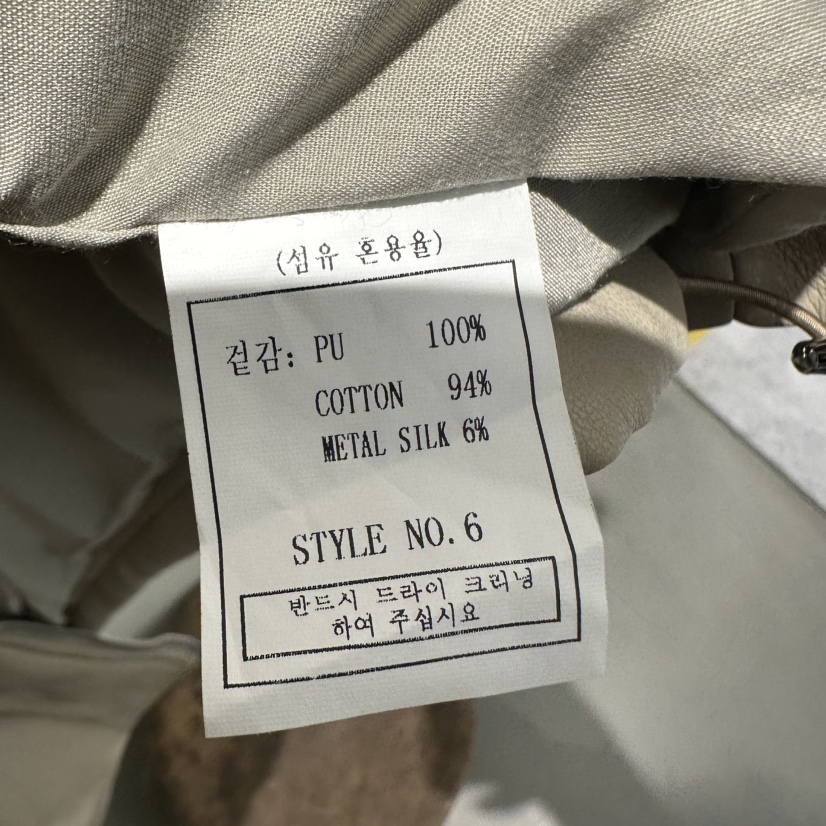 (섬유 혼용율)
겉감: PU 100%
COTTON 94%
METAL SILK 6%
STYLE NO.6
반드시 드라이 크리닝
하여 주십시요